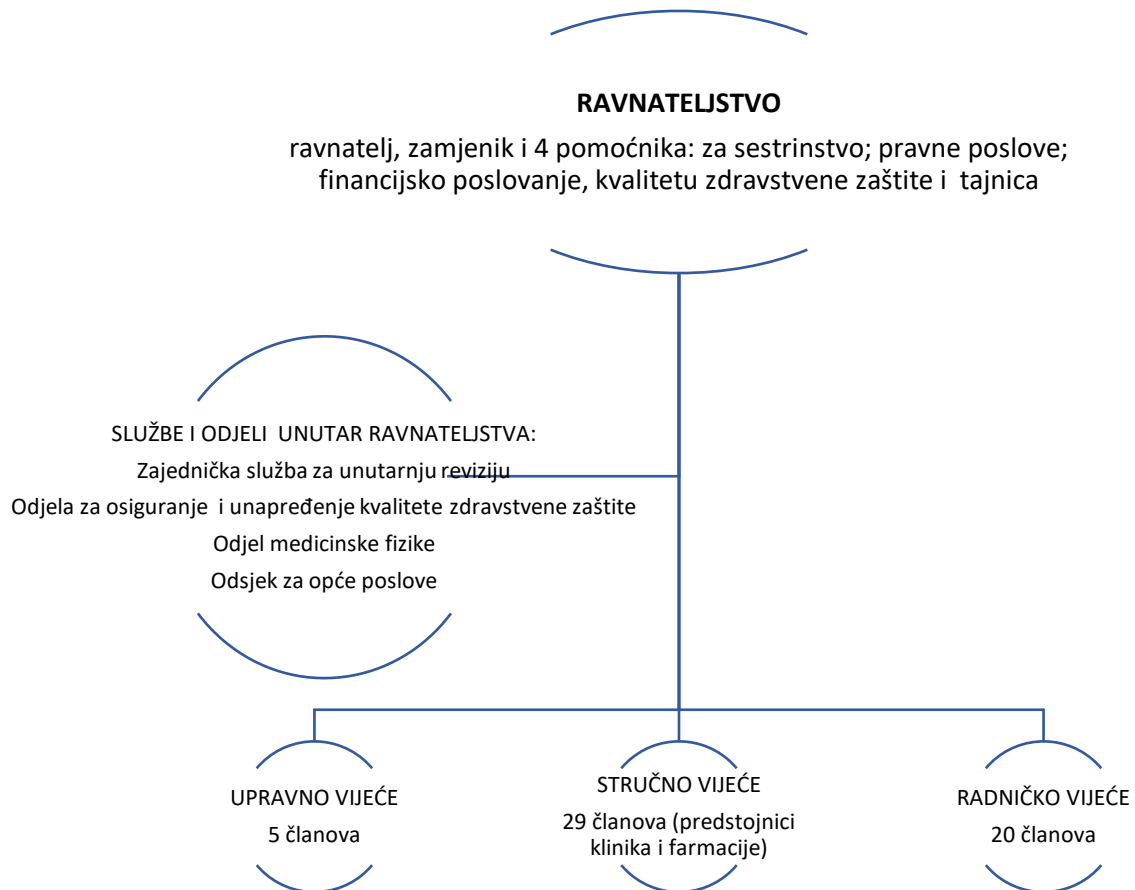 RAVNATELJSTVO
ravnatelj, zamjenik i 4 pomoćnika: za sestrinstvo; pravne poslove;
financijsko poslovanje, kvalitetu zdravstvene zaštite i tajnica
SLUŽBE I ODJELI UNUTAR RAVNATELJSTVA:
Zajednička služba za unutarnju reviziju
Odjela za osiguranje i unapređenje kvalitete zdravstvene zaštite
Odjel medicinske fizike
Odsjek za opće poslove
UPRAVNO VIJEĆE
5 članova
STRUČNO VIJEĆE
29 članova (predstojnici
klinika i farmacije)
RADNIČKO VIJEĆE
20 članova